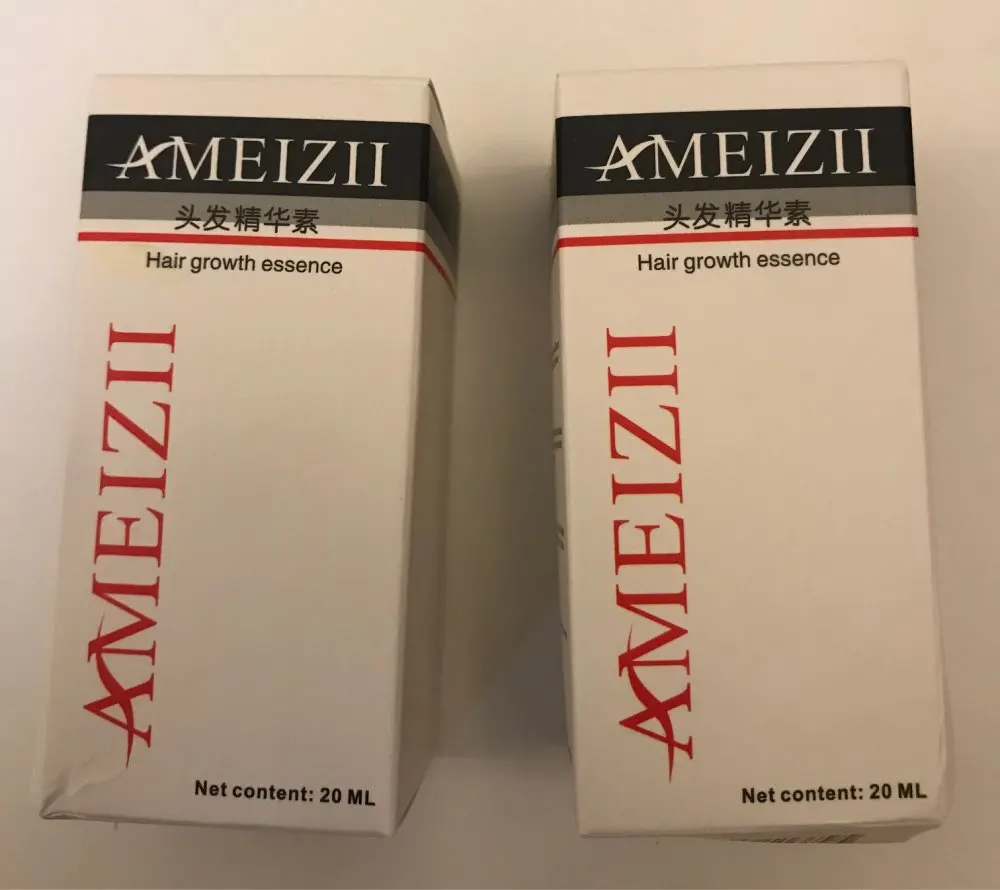 AMEIZII
头发精华素
Hair growth essence
AMEIZII
Net content: 20 ML
AMEIZII
头发精华素
Hair growth essence
AMEIZII
Net content: 20 ML